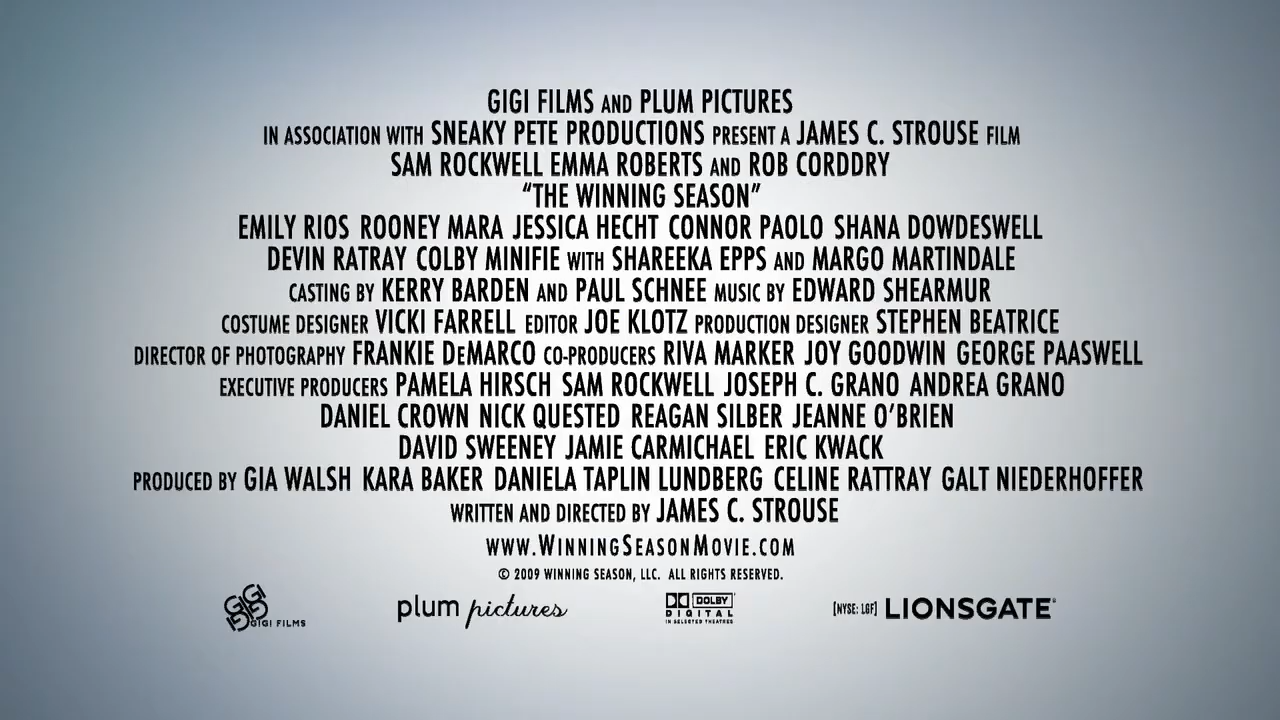 GIGI FILMS AND PLUM PICTURES
IN ASSOCIATION WITH SNEAKY PETE PRODUCTIONS PRESENT A JAMES C. STROUSE FILM
SAM ROCKWELL EMMA ROBERTS AND ROB CORDDRY
“THE WINNING SEASON”
EMILY RIOS ROONEY MARA JESSICA HECHT CONNOR PAOLO SHANA DOWDESWELL
DEVIN RATRAY COLBY MINIFIE WITH SHAREEKA EPPS AND MARGO MARTINDALE
CASTING BY KERRY BARDEN AND PAUL SCHNEE MUSIC BY EDWARD SHEARMUR
COSTUME DESIGNER VICKI FARRELL EDITOR JOE KLOTZ PRODUCTION DESIGNER STEPHEN BEATRICE
DIRECTOR OF PHOTOGRAPHY FRANKIE DeMARCO CO-PRODUCERS RIVA MARKER JOY GOODWIN GEORGE PAASWELL
EXECUTIVE PRODUCERS PAMELA HIRSCH SAM ROCKWELL JOSEPH C. GRANO ANDREA GRANO
DANIEL CROWN NICK QUESTED REAGAN SILBER JEANNE O’BRIEN
DAVID SWEENEY JAMIE CARMICHAEL ERIC KWACK
PRODUCED BY GIA WALSH KARA BAKER DANIELA TAPLIN LUNDBERG CELINE RATTRAY GALT NIEDERHOFFER
WRITTEN AND DIRECTED BY JAMES C. STROUSE
WWW.WINNINGSEASONMOVIE.COM
© 2009 WINNING SEASON, LLC. ALL RIGHTS RESERVED.
GIGI GIGI GIGI FILMS
plum pictures
DOLBY
DIGITAL
IN SELECTED THEATRES
[NYSE: LGF] LIONSGATE®